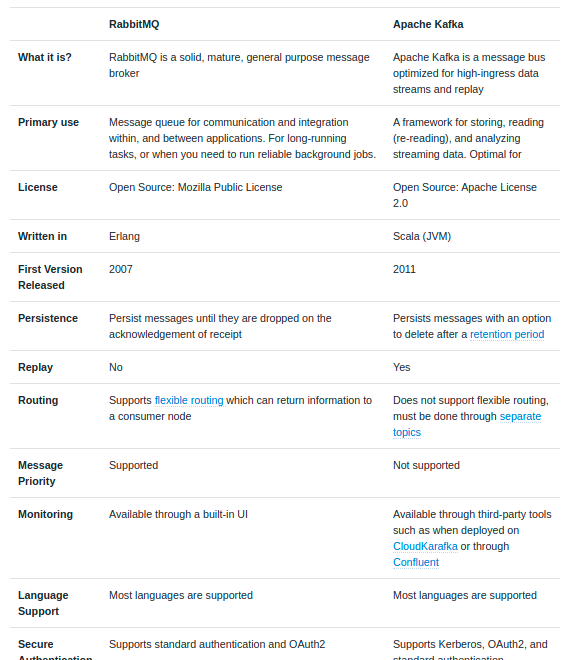 RabbitMQ Apache Kafka
What it is? RabbitMQ is a solid, mature, general purpose message Apache Kafka is a message bus
broker optimized for high-ingress data
streams and replay
Primary use Message queue for communication and integration A framework for storing, reading
within, and between applications. For long-running (re-reading), and analyzing
tasks, or when you need to run reliable background jobs. streaming data. Optimal for
License Open Source: Mozilla Public License Open Source: Apache License
2.0
Written in Erlang Scala (JVM)
First Version 2007 2011
Released
Persistence Persist messages until they are dropped on the Persists messages with an option
acknowledgement of receipt to delete after a retention period
Replay No Yes
Routing Supports flexible routing which can return information to Does not support flexible routing,
a consumer node must be done through separate
topics
Message Supported Not supported
Priority
Monitoring Available through a built-in UI Available through third-party tools
such as when deployed on
CloudKarafka or through
Confluent
Language Most languages are supported Most languages are supported
Support
Secure Supports standard authentication and OAuth2 Supports Kerberos, OAuth2, and
Authentication standard authentication